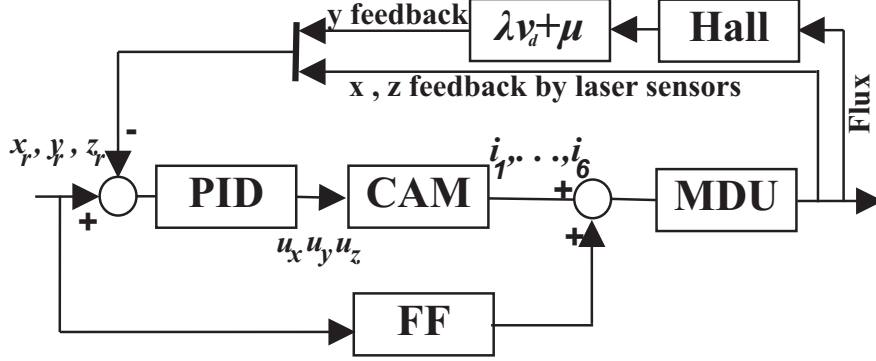 y feedback
λv_d+μ
Hall
x , z feedback by laser sensors
Flux
x_r, y_r, z_r
-
i_1,...,i_6
PID
CAM
+
MDU
+
u_x u_y u_z
+
FF